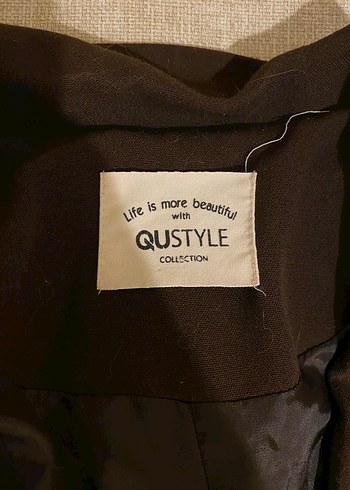 Life is more beautiful
with
QUSTYLE
COLLECTION